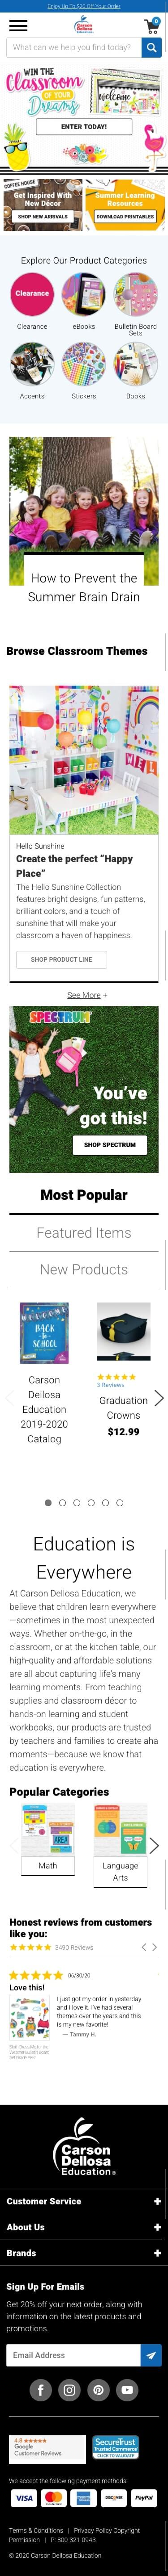 Enjoy Up To $20 Off Your Order
0
Carson
Dellosa
Education
What can we help you find today?
WIN THE
Classroom
OF YOUR
DREAMS
ENTER TODAY!
COFFEE HOUSE
Get Inspired With
New Décor
SHOP NEW ARRIVALS
Summer Learning
Resources
DOWNLOAD PRINTABLES
Explore Our Product Categories
Clearance
Clearance
eBooks
Bulletin Board
Sets
Accents
Stickers
Books
How to Prevent the
Summer Brain Drain
Browse Classroom Themes
Hello Sunshine
Create the perfect “Happy
Place”
The Hello Sunshine Collection
features bright designs, fun patterns,
brilliant colors, and a touch of
sunshine that will make your
classroom a haven of happiness.
SHOP PRODUCT LINE
See More +
SPECTRUM
You’ve
got this!
SHOP SPECTRUM
Most Popular
Featured Items
New Products
WELCOME
BACK to
SCHOOL
Carson
Dellosa
Education
2019-2020
Catalog
3 Reviews
Graduation
Crowns
$12.99
Education is
Everywhere
At Carson Dellosa Education, we
believe that children learn everywhere
—sometimes in the most unexpected
ways. Whether on-the-go, in the
classroom, or at the kitchen table, our
high-quality and affordable solutions
are all about capturing life's many
learning moments. From teaching
supplies and classroom décor to
hands-on learning and student
workbooks, our products are trusted
by teachers and families to create aha
moments—because we know that
education is everywhere.
Popular Categories
AREA
Math
Language
Arts
Honest reviews from customers
like you:
3490 Reviews
06/30/20
Love this!
I just got my order in yesterday
and I love it. I've had several
themes over the years and this
is my new favorite!
— Tammy H.
Carson
Dellosa
Education®
Customer Service +
About Us +
Brands +
Sign Up For Emails
Get 20% off your next order, along with
information on the latest products and
promotions.
Email Address
4.8
Google
Customer Reviews
SecureTrust
Trusted Commerce
CLICK TO VALIDATE
We accept the following payment methods:
VISA
MasterCard
AMERICAN EXPRESS
DISCOVER
PayPal
Terms & Conditions | Privacy Policy Copyright
Permission | P: 800-321-0943
© 2020 Carson Dellosa Education